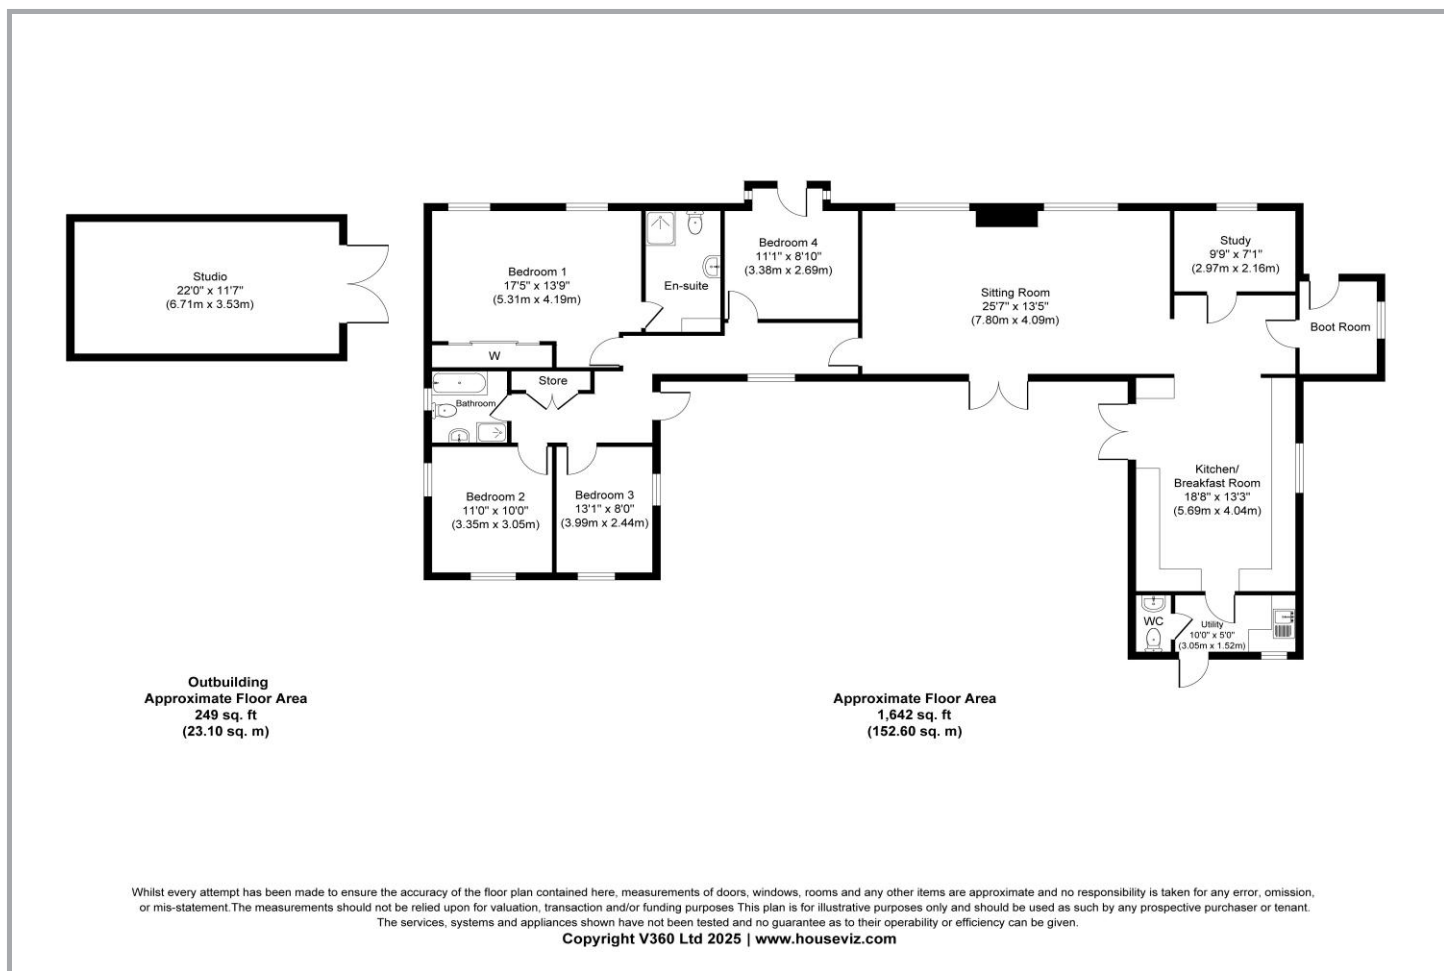 Studio
22'0" x 11'7"
(6.71m x 3.53m)
Bedroom 1
17'5" x 13'9"
(5.31m x 4.19m)
W
En-suite
Bedroom 4
11'1" x 8'10"
(3.38m x 2.69m)
Sitting Room
25'7" x 13'5"
(7.80m x 4.09m)
Study
9'9" x 7'1"
(2.97m x 2.16m)
Boot Room
Store
Bathroom
Bedroom 2
11'0" x 10'0"
(3.35m x 3.05m)
Bedroom 3
13'1" x 8'0"
(3.99m x 2.44m)
Kitchen/
Breakfast Room
18'8" x 13'3"
(5.69m x 4.04m)
WC
Utility
10'0" x 5'0"
(3.05m x 1.52m)
Outbuilding
Approximate Floor Area
249 sq. ft
(23.10 sq. m)
Approximate Floor Area
1,642 sq. ft
(152.60 sq. m)
Whilst every attempt has been made to ensure the accuracy of the floor plan contained here, measurements of doors, windows, rooms and any other items are approximate and no responsibility is taken for any error, omission,
or mis-statement.The measurements should not be relied upon for valuation, transaction and/or funding purposes This plan is for illustrative purposes only and should be used as such by any prospective purchaser or tenant.
The services, systems and appliances shown have not been tested and no guarantee as to their operability or efficiency can be given.
Copyright V360 Ltd 2025 | www.houseviz.com